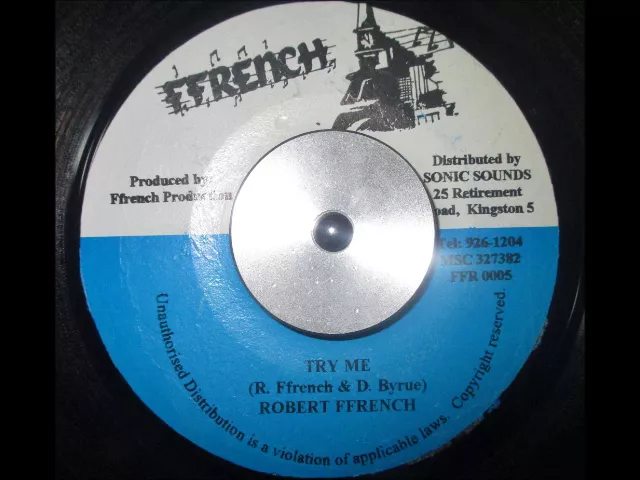 FFRENCH
Produced by:
Ffrench Production
Distributed by
SONIC SOUNDS
25 Retirement
Kingston 5
Tel: 926-1204
MSC 327382
FFR 0005
TRY ME
(R. Ffrench & D. Byrue)
ROBERT FFRENCH
Unauthorised Distribution is a violation of applicable laws. Copyright reserved.